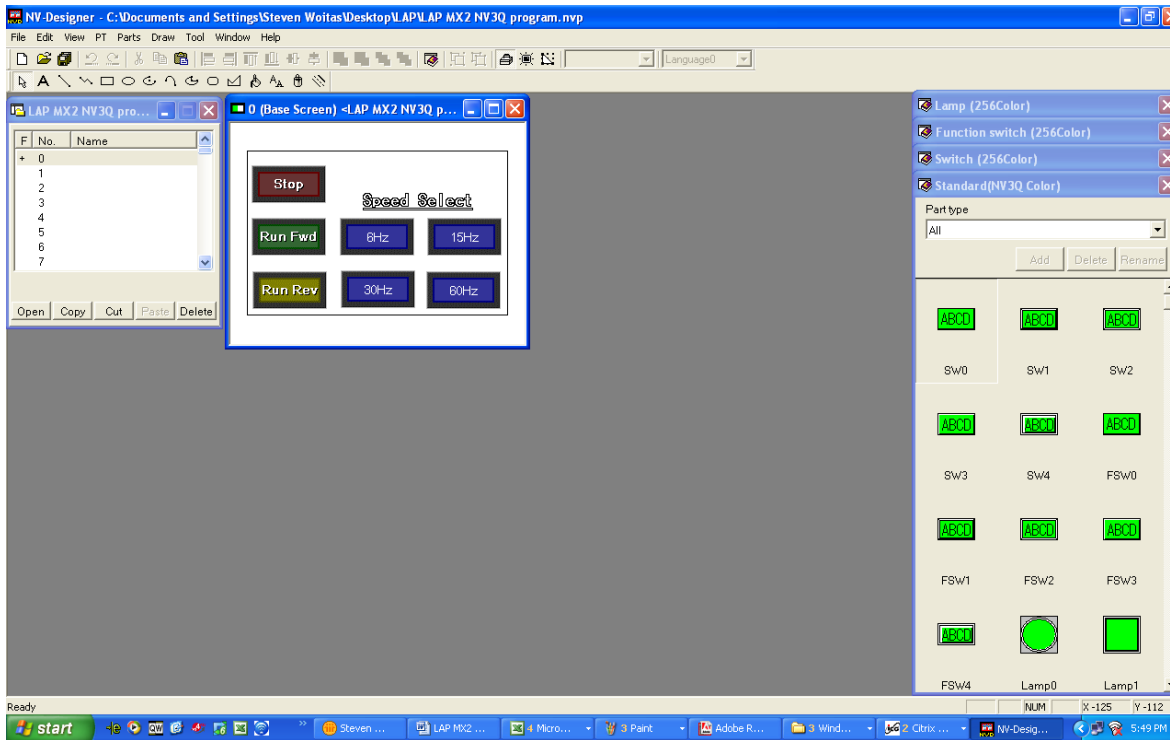 NV-Designer - C:\Documents and Settings\Steven Woitas\Desktop\LAP\LAP MX2 NV3Q program.nvp
File Edit View PT Parts Draw Tool Window Help
Language0
LAP MX2 NV3Q pro...
F No. Name
+ 0
1
2
3
4
5
6
7
Open Copy Cut Paste Delete
0 (Base Screen) <LAP MX2 NV3Q p...
Stop
Speed Select
Run Fwd 6Hz 15Hz
Run Rev 30Hz 60Hz
Lamp (256Color)
Function switch (256Color)
Switch (256Color)
Standard(NV3Q Color)
Part type
All
Add Delete Rename
ABCD ABCD ABCD
SW0 SW1 SW2
ABCD ABCD ABCD
SW3 SW4 FSW0
ABCD ABCD ABCD
FSW1 FSW2 FSW3
ABCD
FSW4 Lamp0 Lamp1
Ready NUM X -125 Y -112
start Steven ... LAP MX2 ... 4 Micro... 3 Paint Adobe R... 3 Wind... 2 Citrix ... NV-Desig... 5:49 PM